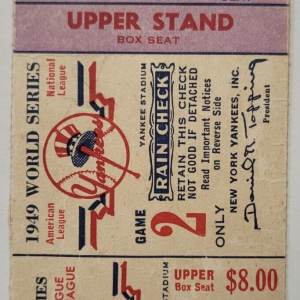 UPPER STAND
BOX SEAT
1949 WORLD SERIES
American League
National League
Yankees
GAME
2
YANKEE STADIUM
RAIN CHECK
RETAIN THIS CHECK
NOT GOOD IF DETACHED
Read Important Notices
on Reverse Side
ONLY
NEW YORK YANKEES, INC.
Daniel R. Topping
President
UPPER
Box Seat
$8.00